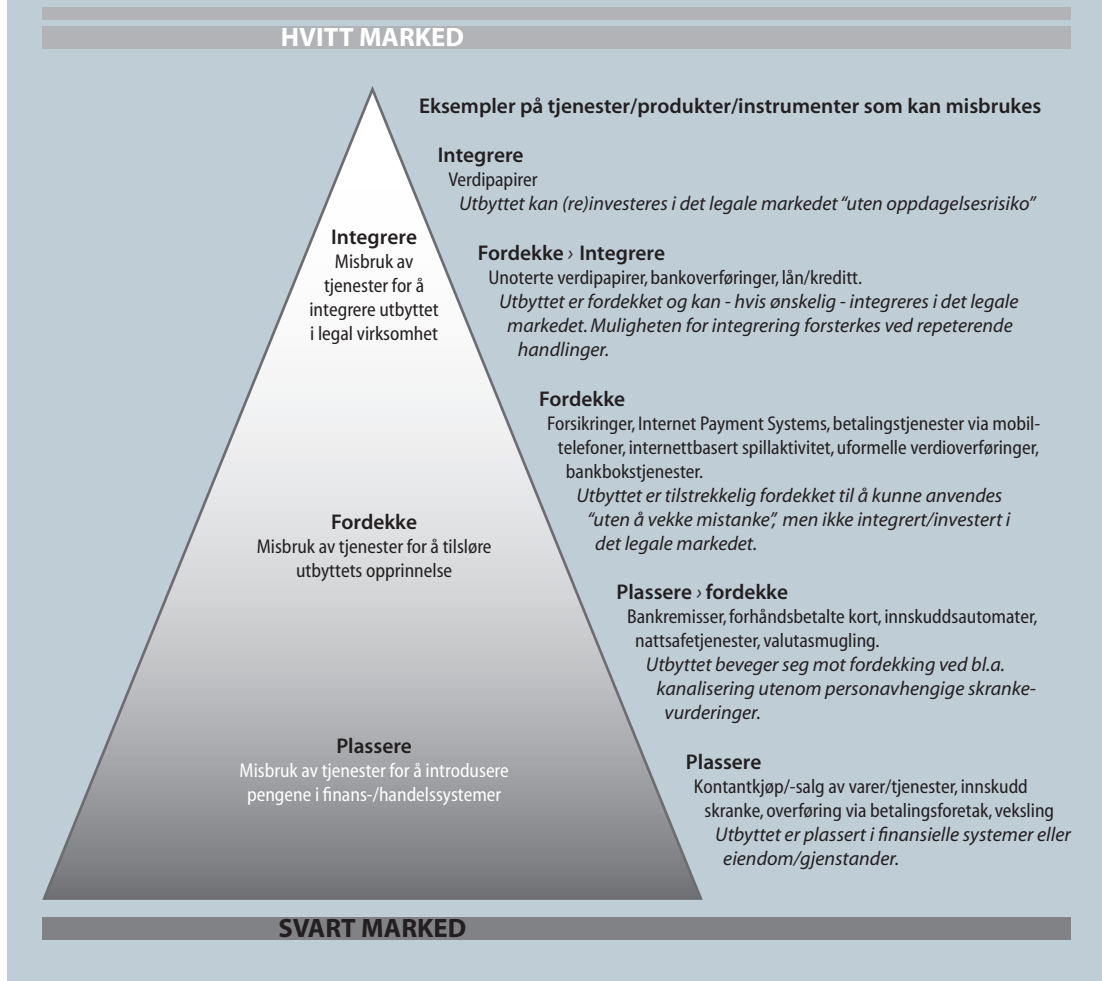 HVITT MARKED
Eksempler på tjenester/produkter/instrumenter som kan misbrukes
Integrere
Verdipapirer
Utbyttet kan (re)investeres i det legale markedet “uten oppdagelsesrisiko”
Integrere
Misbruk av
tjenester for å
integrere utbyttet
i legal virksomhet
Fordekke › Integrere
Unoterte verdipapirer, bankoverføringer, lån/kreditt.
Utbyttet er fordekket og kan - hvis ønskelig - integreres i det legale
markedet. Muligheten for integrering forsterkes ved repeterende
handlinger.
Fordekke
Forsikringer, Internet Payment Systems, betalingstjenester via mobil-
telefoner, internettbasert spillaktivitet, uformelle verdioverføringer,
bankbokstjenester.
Utbyttet er tilstrekkelig fordekket til å kunne anvendes
“uten å vekke mistanke”, men ikke integrert/investert i
det legale markedet.
Fordekke
Misbruk av tjenester for å tilsløre
utbyttets opprinnelse
Plassere › fordekke
Bankremisser, forhåndsbetalte kort, innskuddsautomater,
nattsafetjenester, valutasmugling.
Utbyttet beveger seg mot fordekking ved bl.a.
kanalisering utenom personavhengige skranke-
vurderinger.
Plassere
Misbruk av tjenester for å introdusere
pengene i finans-/handelssystemer
Plassere
Kontantkjøp/-salg av varer/tjenester, innskudd
skranke, overføring via betalingsforetak, veksling
Utbyttet er plassert i finansielle systemer eller
eiendom/gjenstander.
SVART MARKED